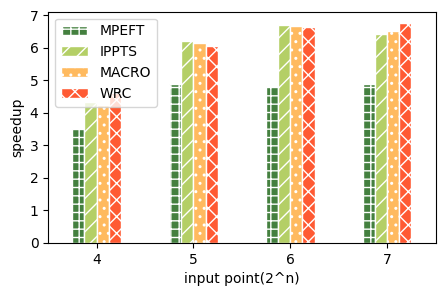 7
6
5
4
3
2
1
0
speedup
MPEFT
IPPTS
MACRO
WRC
4 5 6 7
input point(2^n)